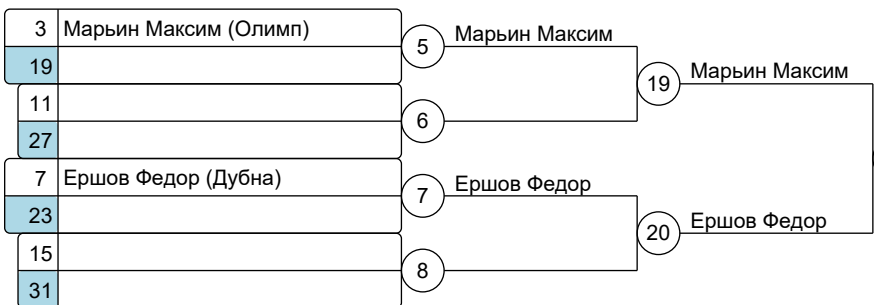 3 Марьин Максим (Олимп)
5 Марьин Максим
19
19 Марьин Максим
11
6
27
7 Ершов Федор (Дубна)
7 Ершов Федор
23
20 Ершов Федор
15
8
31